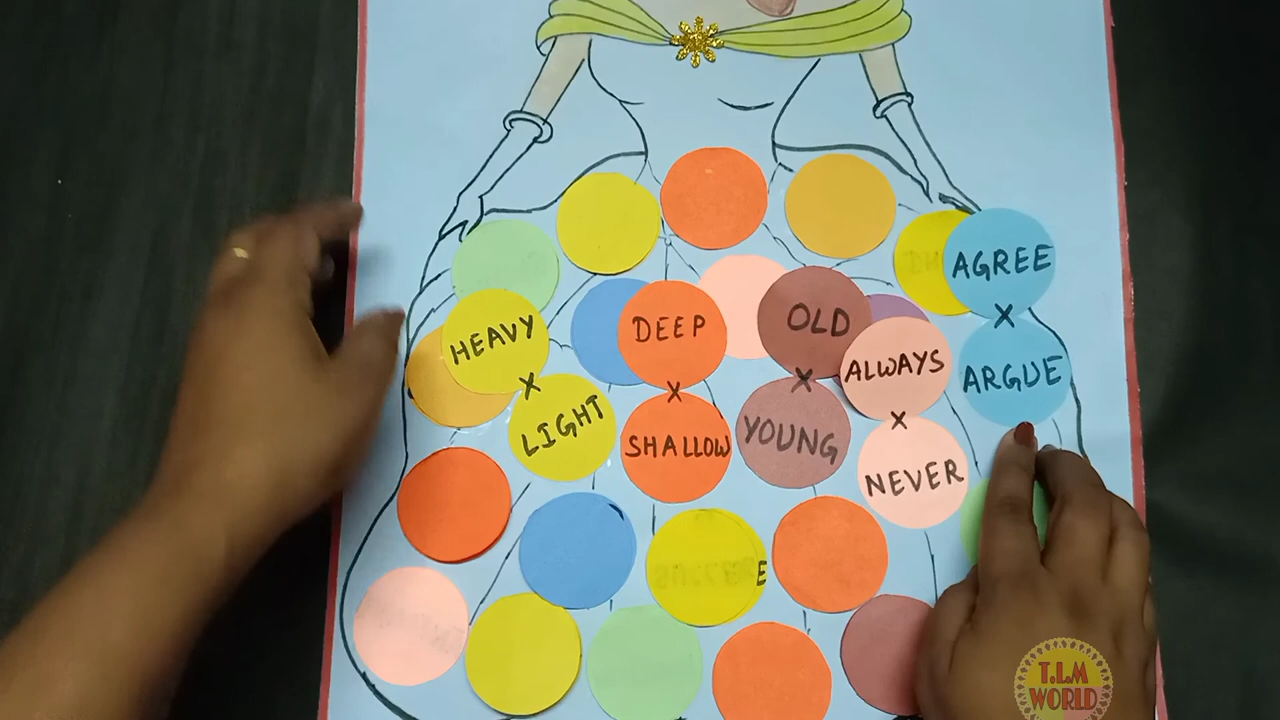 HEAVY
X
LIGHT
DEEP
X
SHALLOW
OLD
X
YOUNG
ALWAYS
X
NEVER
AGREE
X
ARGUE
E
T.L.M
WORLD